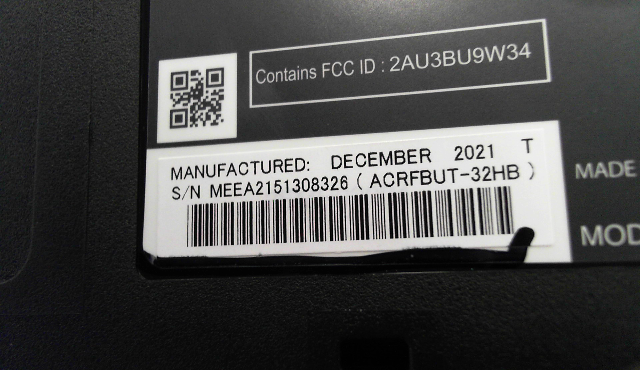 Contains FCC ID : 2AU3BU9W34
MANUFACTURED: DECEMBER 2021 T
S/N MEEA2151308326 ( ACRFBUT-32HB )
MADE
MOD